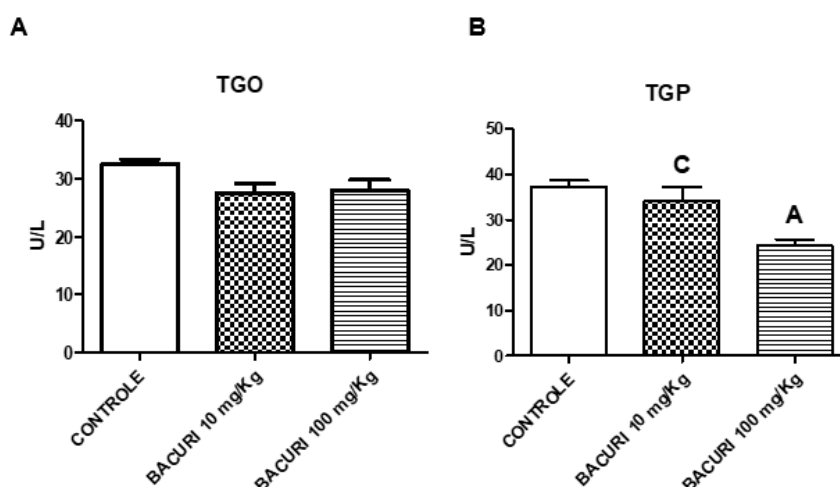 A
TGO
40
30
20
10
0
U/L
CONTROLE
BACURI 10 mg/Kg
BACURI 100 mg/Kg
B
TGP
50
40
30
20
10
0
U/L
C
A
CONTROLE
BACURI 10 mg/Kg
BACURI 100 mg/Kg